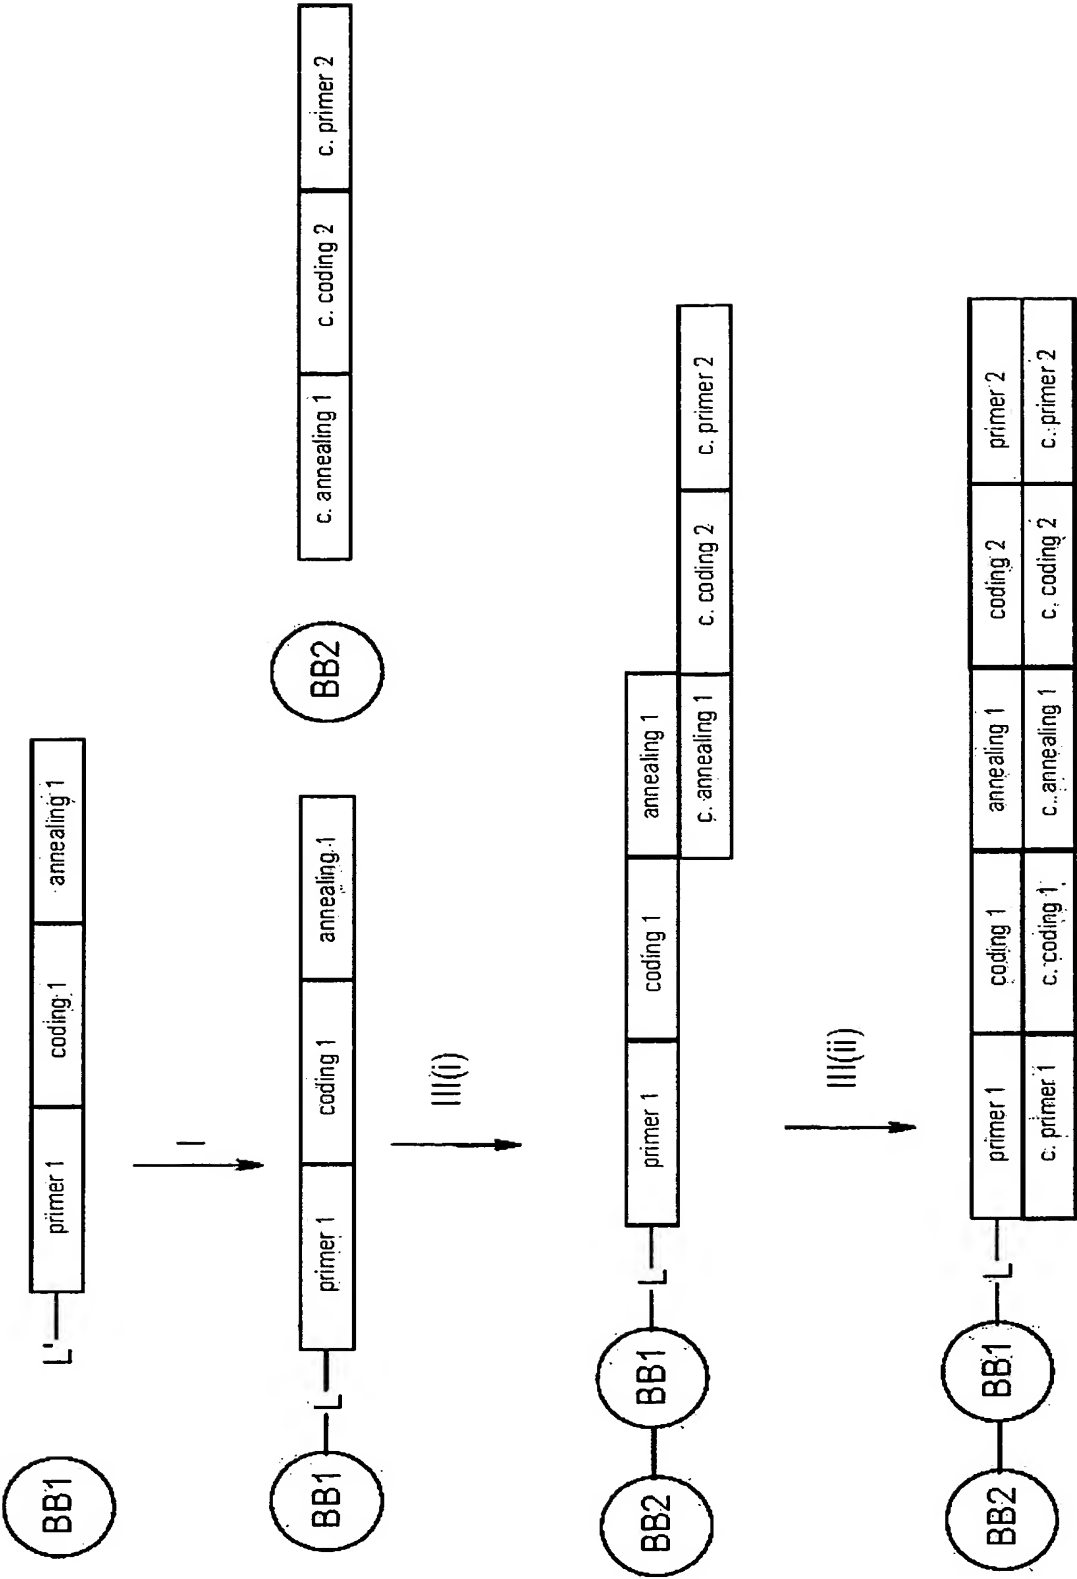 BB1
L'
primer 1
coding 1
annealing 1
I
BB1
L
primer 1
coding 1
annealing 1
BB2
c. annealing 1
c. coding 2
c. primer 2
III(i)
BB2
BB1
L
primer 1
coding 1
annealing 1
c. annealing 1
c. coding 2
c. primer 2
III(ii)
BB2
BB1
L
primer 1
coding 1
annealing 1
coding 2
primer 2
c. primer 1
c. coding 1
c. annealing 1
c. coding 2
c. primer 2